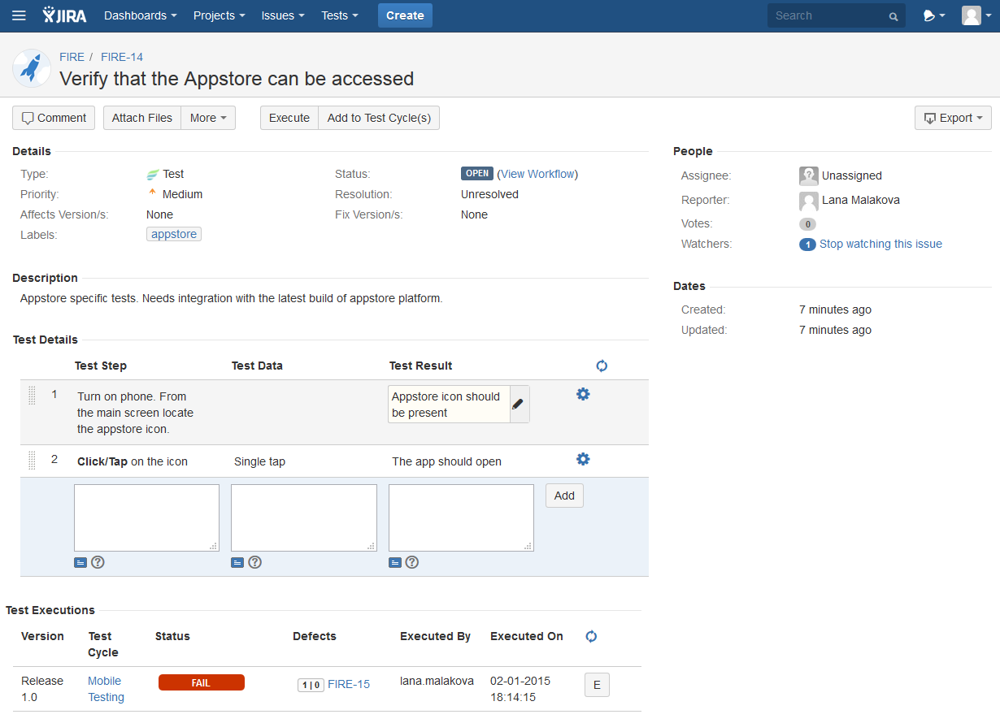 JIRA Dashboards Projects Issues Tests Create Search
FIRE / FIRE-14
Verify that the Appstore can be accessed
Comment Attach Files More Execute Add to Test Cycle(s) Export
Details
Type: Test Status: OPEN (View Workflow)
Priority: Medium Resolution: Unresolved
Affects Version/s: None Fix Version/s: None
Labels: appstore
People
Assignee: Unassigned
Reporter: Lana Malakova
Votes: 0
Watchers: 1 Stop watching this issue
Description
Appstore specific tests. Needs integration with the latest build of appstore platform.
Dates
Created: 7 minutes ago
Updated: 7 minutes ago
Test Details
Test Step Test Data Test Result
1 Turn on phone. From
the main screen locate
the appstore icon.
Appstore icon should
be present
2 Click/Tap on the icon Single tap The app should open
Add
Test Executions
Version Test
Cycle Status Defects Executed By Executed On
Release
1.0
Mobile
Testing
FAIL
1 | 0 FIRE-15
lana.malakova
02-01-2015
18:14:15
E